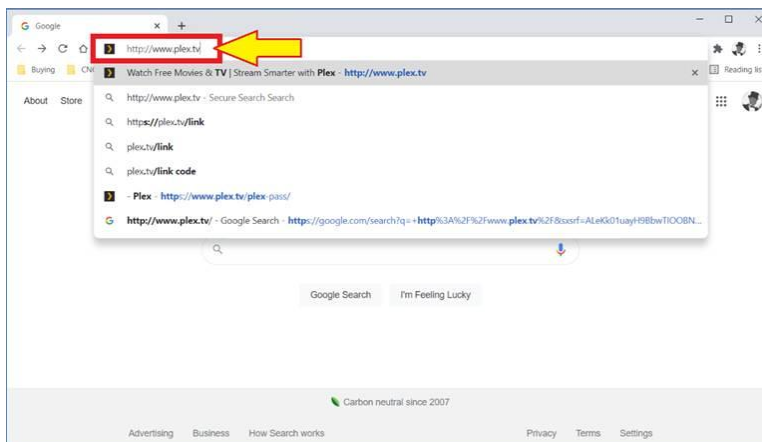 Google
http://www.plex.tv
Watch Free Movies & TV | Stream Smarter with Plex - http://www.plex.tv
Buying
Reading lis
http://www.plex.tv - Secure Search Search
About Store
https://plex.tv/link
plex.tv/link
plex.tv/link code
- Plex - https://www.plex.tv/plex-pass/
http://www.plex.tv/ - Google Search - https://google.com/search?q=+http%3A%2F%2Fwww.plex.tv%2F&sxsrf=
Google Search I'm Feeling Lucky
Carbon neutral since 2007
Advertising Business How Search works Privacy Terms Settings